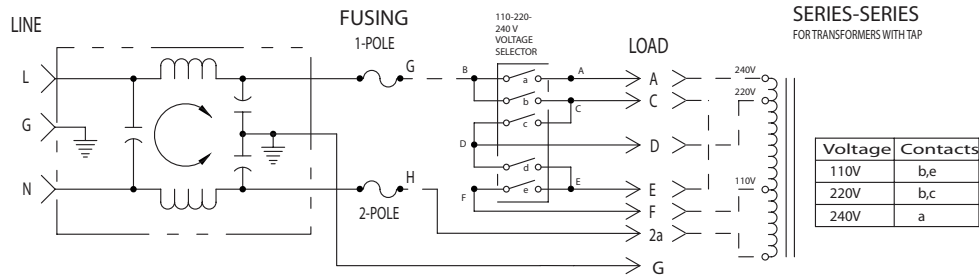 LINE
FUSING
1-POLE
110-220-
240 V
VOLTAGE
SELECTOR
LOAD
SERIES-SERIES
FOR TRANSFORMERS WITH TAP
L
G
N
G
H
2-POLE
B
D
F
a
b
c
d
e
A
C
E
A
C
D
E
F
2a
G
240V
220V
110V
Voltage Contacts
110V b,e
220V b,c
240V a